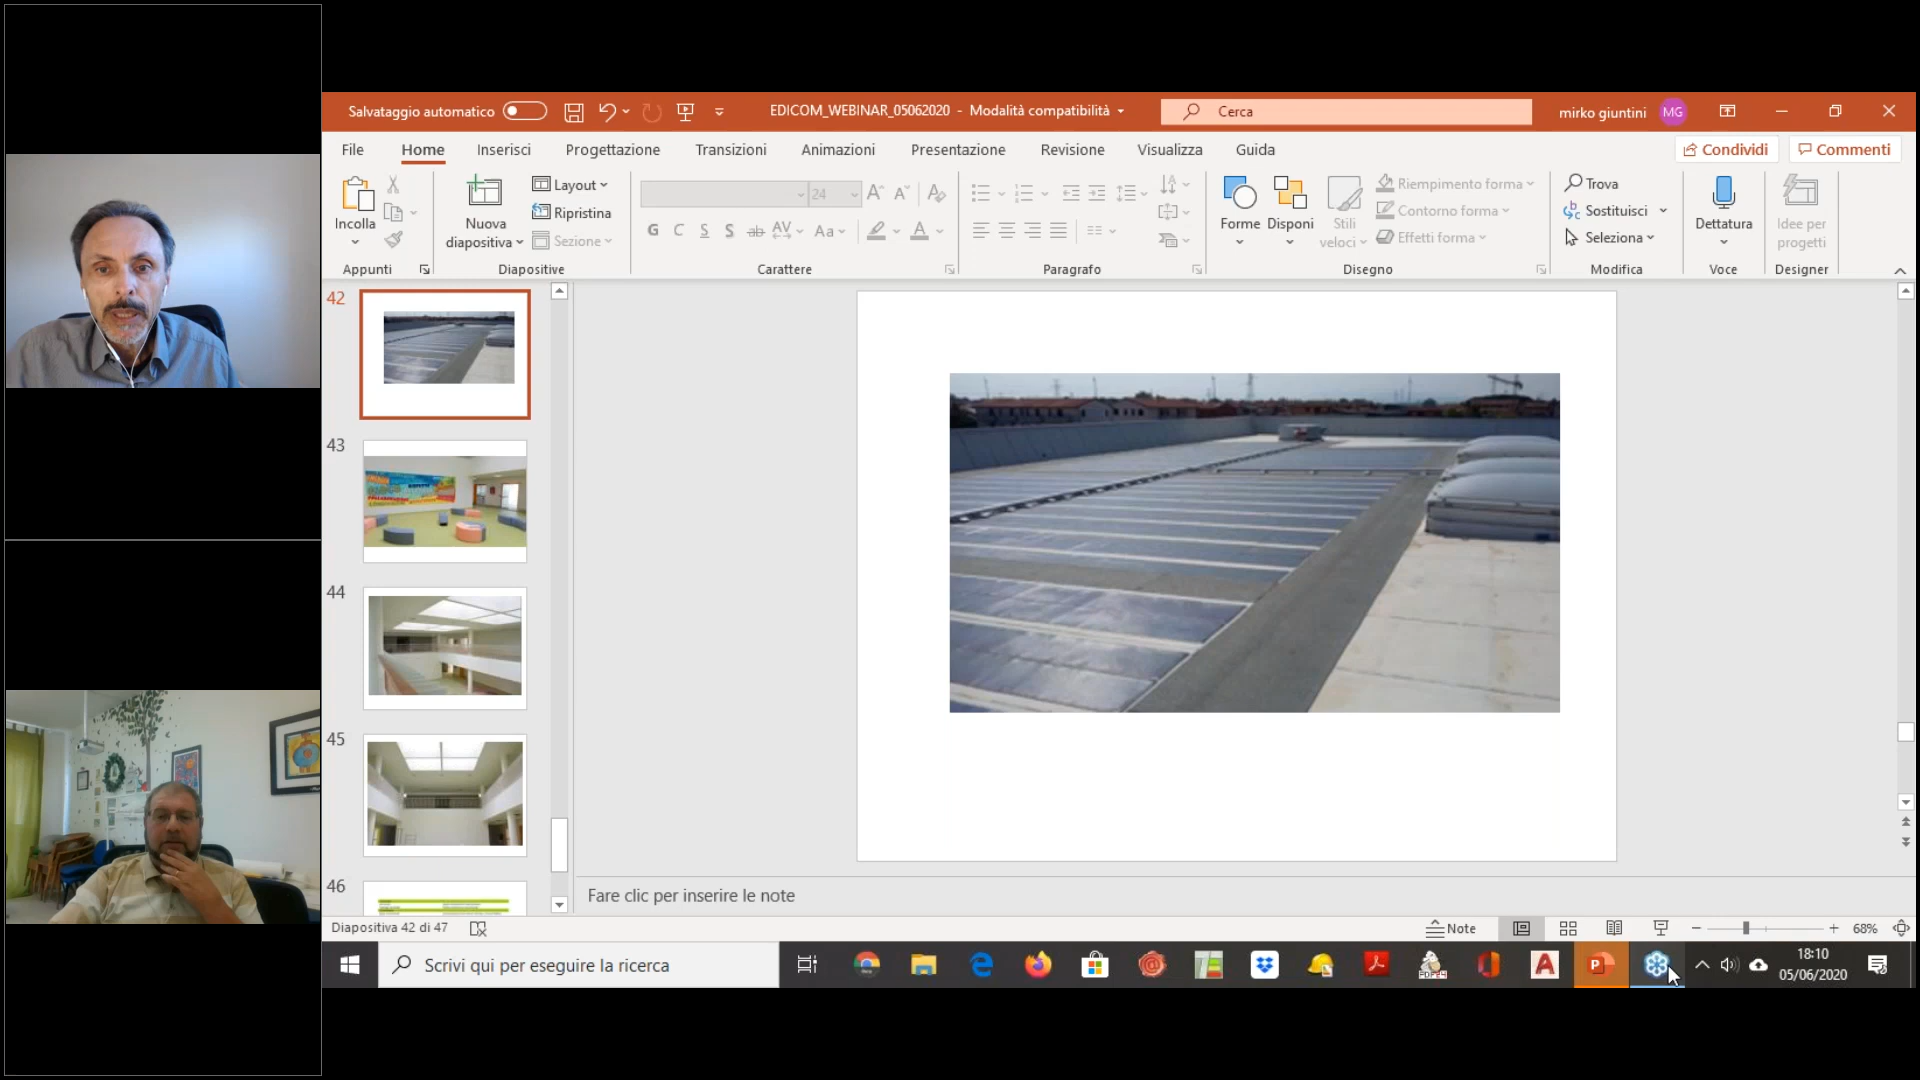 Salvataggio automatico
EDICOM_WEBINAR_05062020 - Modalità compatibilità
Cerca
mirko giuntini
MG
File
Home
Inserisci
Progettazione
Transizioni
Animazioni
Presentazione
Revisione
Visualizza
Guida
Condividi
Commenti
Incolla
Nuova
diapositiva
Layout
Ripristina
Sezione
24
G C S S ab AV Aa
A
Forme
Disponi
Stili
veloci
Riempimento forma
Contorno forma
Effetti forma
Trova
Sostituisci
Seleziona
Dettatura
Idee per
progetti
Appunti
Diapositive
Carattere
Paragrafo
Disegno
Modifica
Voce
Designer
42
43
44
45
46
Fare clic per inserire le note
Diapositiva 42 di 47
Note
68%
Scrivi qui per eseguire la ricerca
18:10
05/06/2020